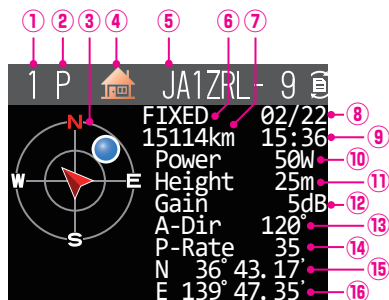 ① ② ③ ④ ⑤ ⑥ ⑦
1 P JA1ZRL- 9
N
W E
S
FIXED 02/22 ⑧
15114km 15:36 ⑨
Power 50W ⑩
Height 25m ⑪
Gain 5dB ⑫
A-Dir 120° ⑬
P-Rate 35 ⑭
N 36°43.17' ⑮
E 139°47.35' ⑯